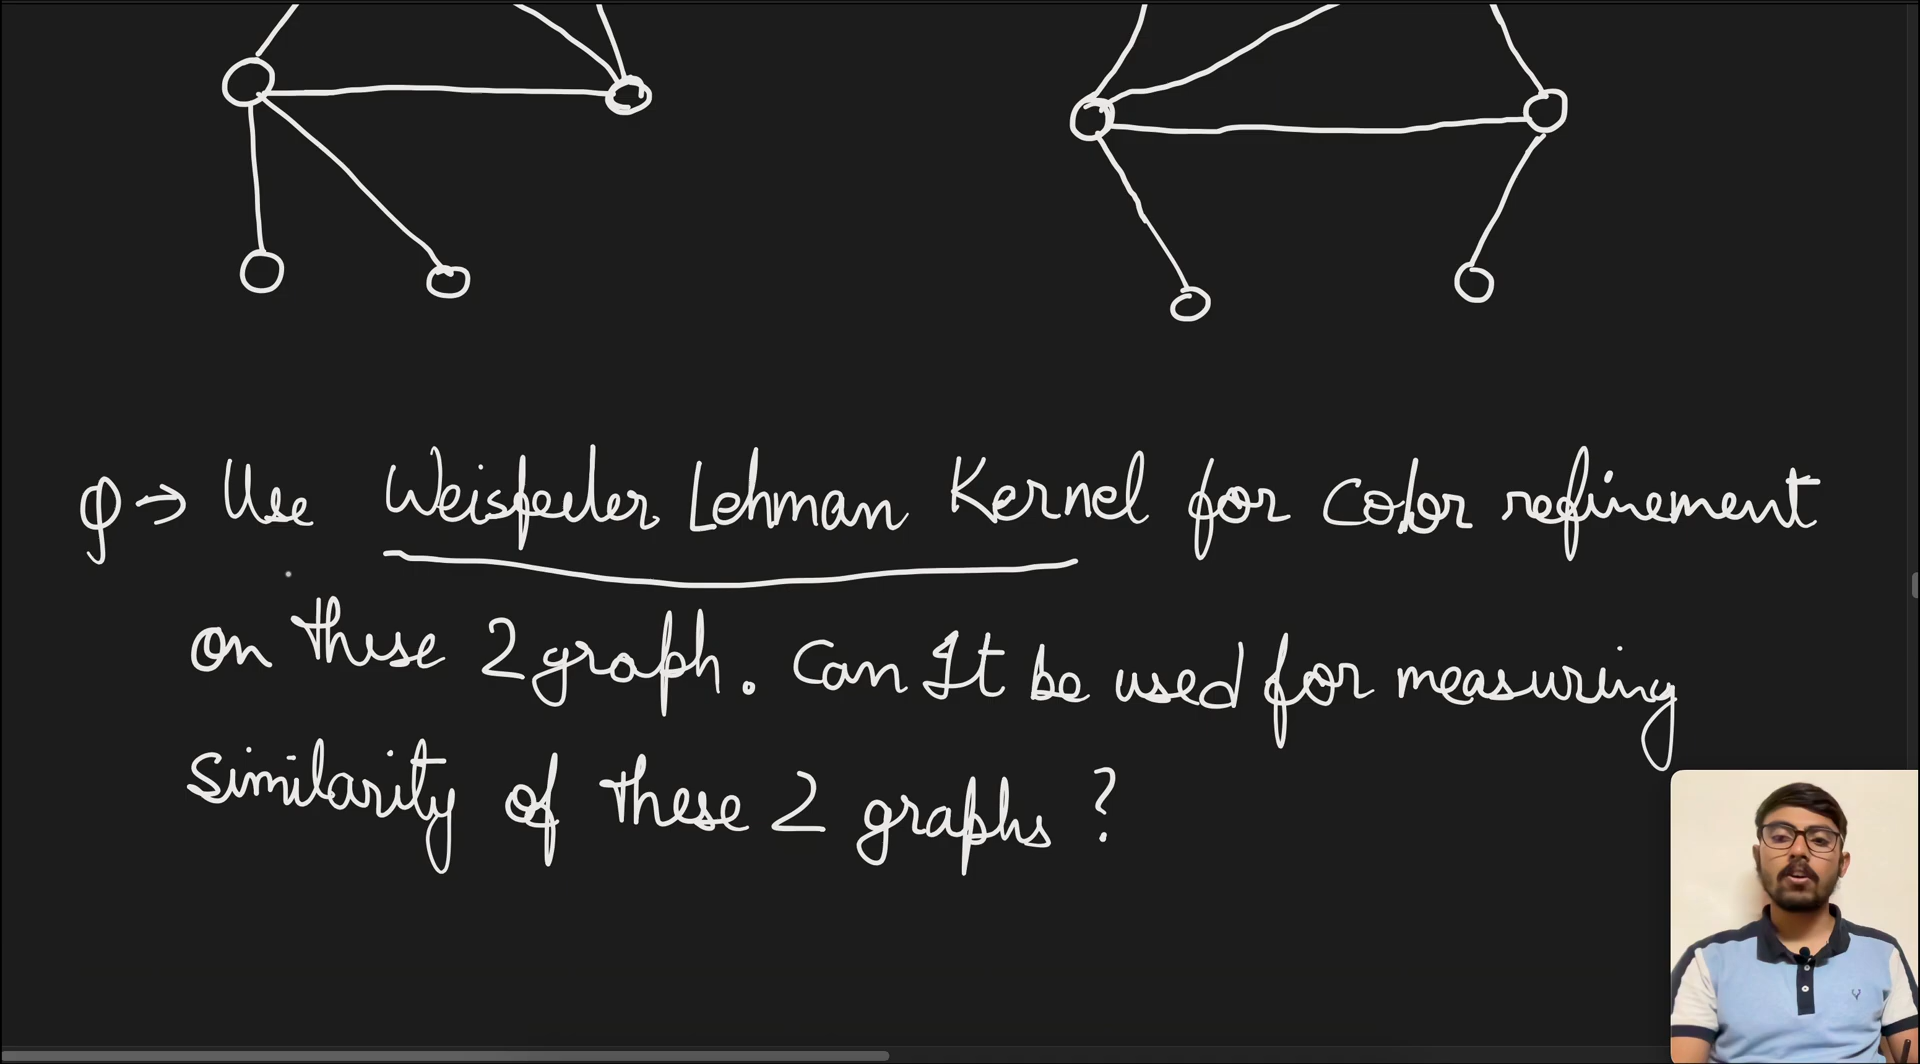 Q → Use Weisfeiler Lehman Kernel for Color refinement
on these 2 graph. Can It be used for measuring
similarity of these 2 graphs ?